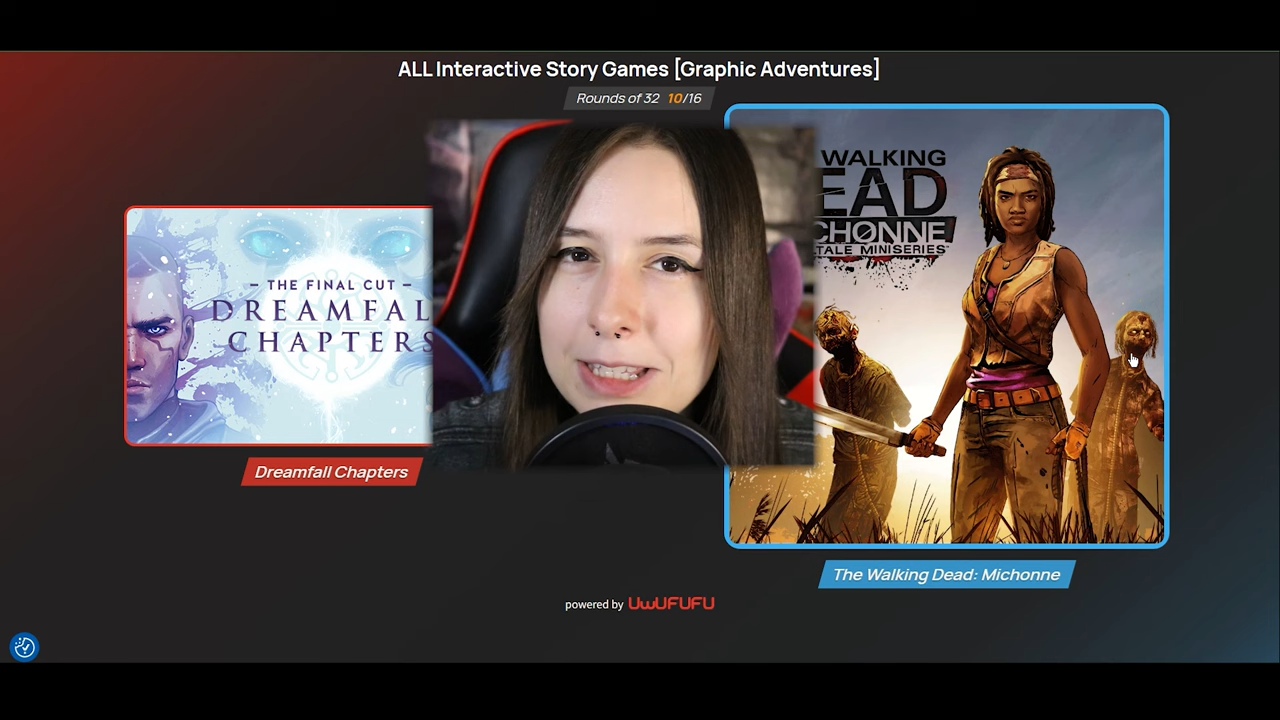 ALL Interactive Story Games [Graphic Adventures]
Rounds of 32 10/16
– THE FINAL CUT –
DREAMFAL
CHAPTERS
Dreamfall Chapters
WALKING
EAD
CHONNE
TALE MINISERIES
The Walking Dead: Michonne
powered by UwUFUFU